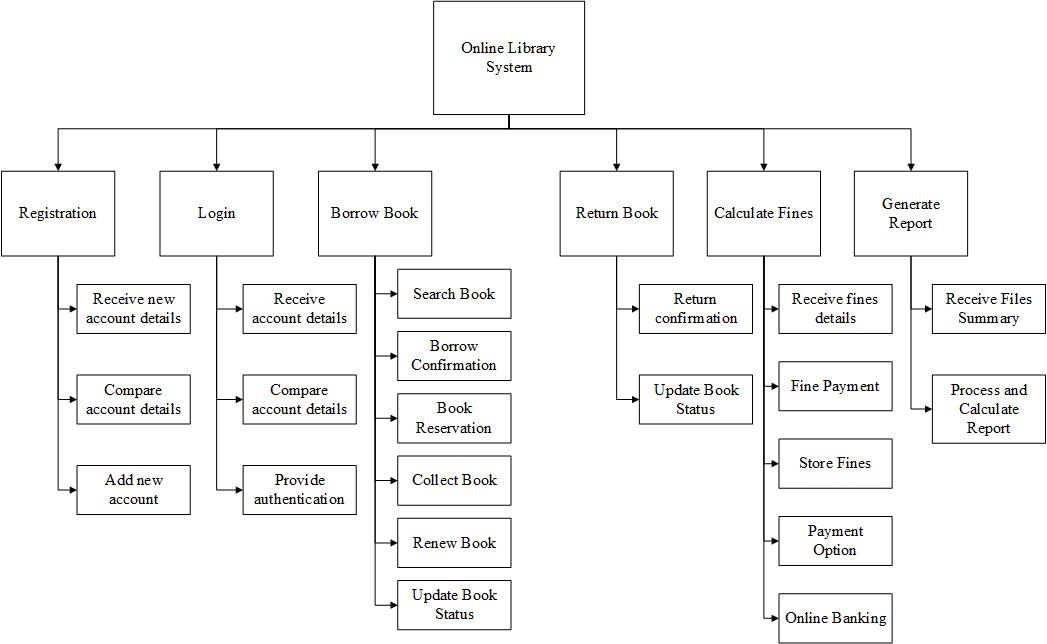 Online Library
System
Registration
Login
Borrow Book
Return Book
Calculate Fines
Generate
Report
Receive new
account details
Compare
account details
Add new
account
Receive
account details
Compare
account details
Provide
authentication
Search Book
Borrow
Confirmation
Book
Reservation
Collect Book
Renew Book
Update Book
Status
Return
confirmation
Update Book
Status
Receive fines
details
Fine Payment
Store Fines
Payment
Option
Online Banking
Receive Files
Summary
Process and
Calculate
Report